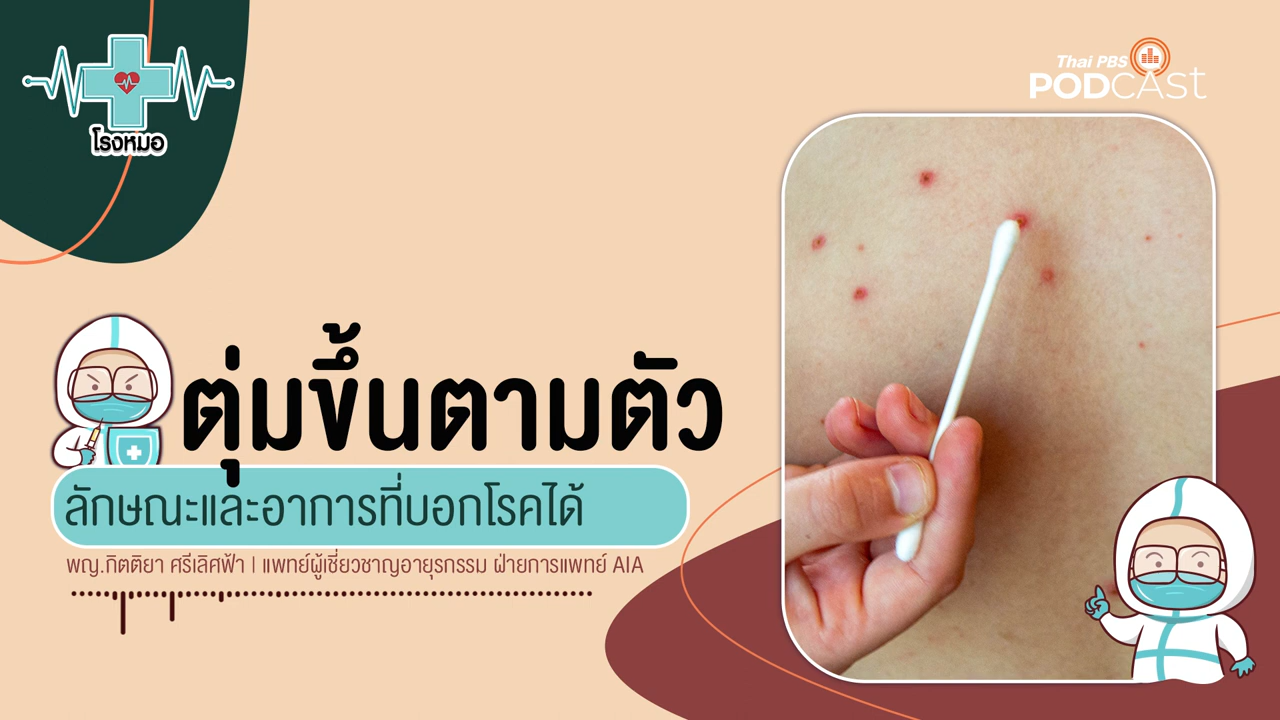 โรงหมอ
Thai PBS
PODCAST
ตุ่มขึ้นตามตัว
ลักษณะและอาการที่บอกโรคได้
พญ.กิตติยา ศรีเลิศฟ้า | แพทย์ผู้เชี่ยวชาญอายุรกรรม ฝ่ายการแพทย์ AIA